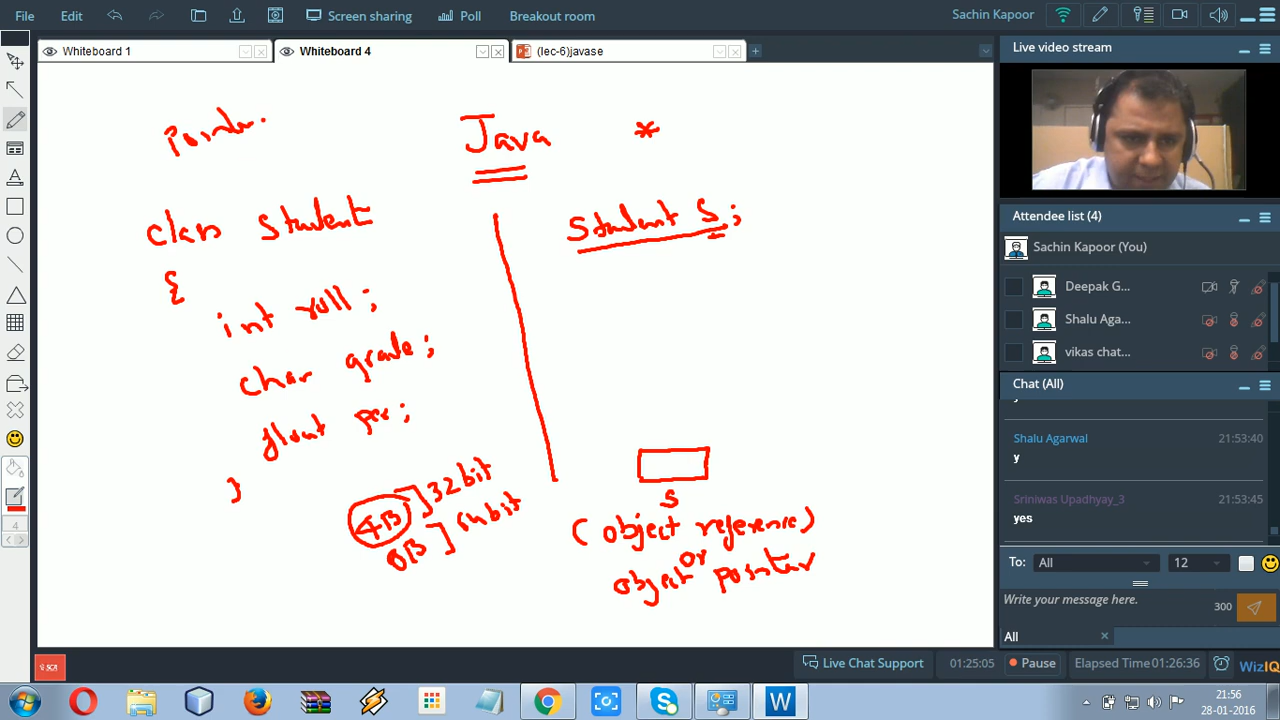 File Edit Screen sharing Poll Breakout room Sachin Kapoor
Whiteboard 1 Whiteboard 4 (lec-6)javase
Live video stream
Pointer.
Java *
class Student
{
int roll;
char grade;
float per;
}
4B ] 32bit
8B ] 64bit
Student S;
S
(object reference)
or
object pointer
Attendee list (4)
Sachin Kapoor (You)
Deepak G...
Shalu Aga...
vikas chat...
Chat (All)
Shalu Agarwal 21:53:40
y
Sriniwas Upadhyay_3 21:53:45
yes
To: All 12
Write your message here. 300
All
Live Chat Support 01:25:05 Pause Elapsed Time 01:26:36 WizIQ
21:56
28-01-2016